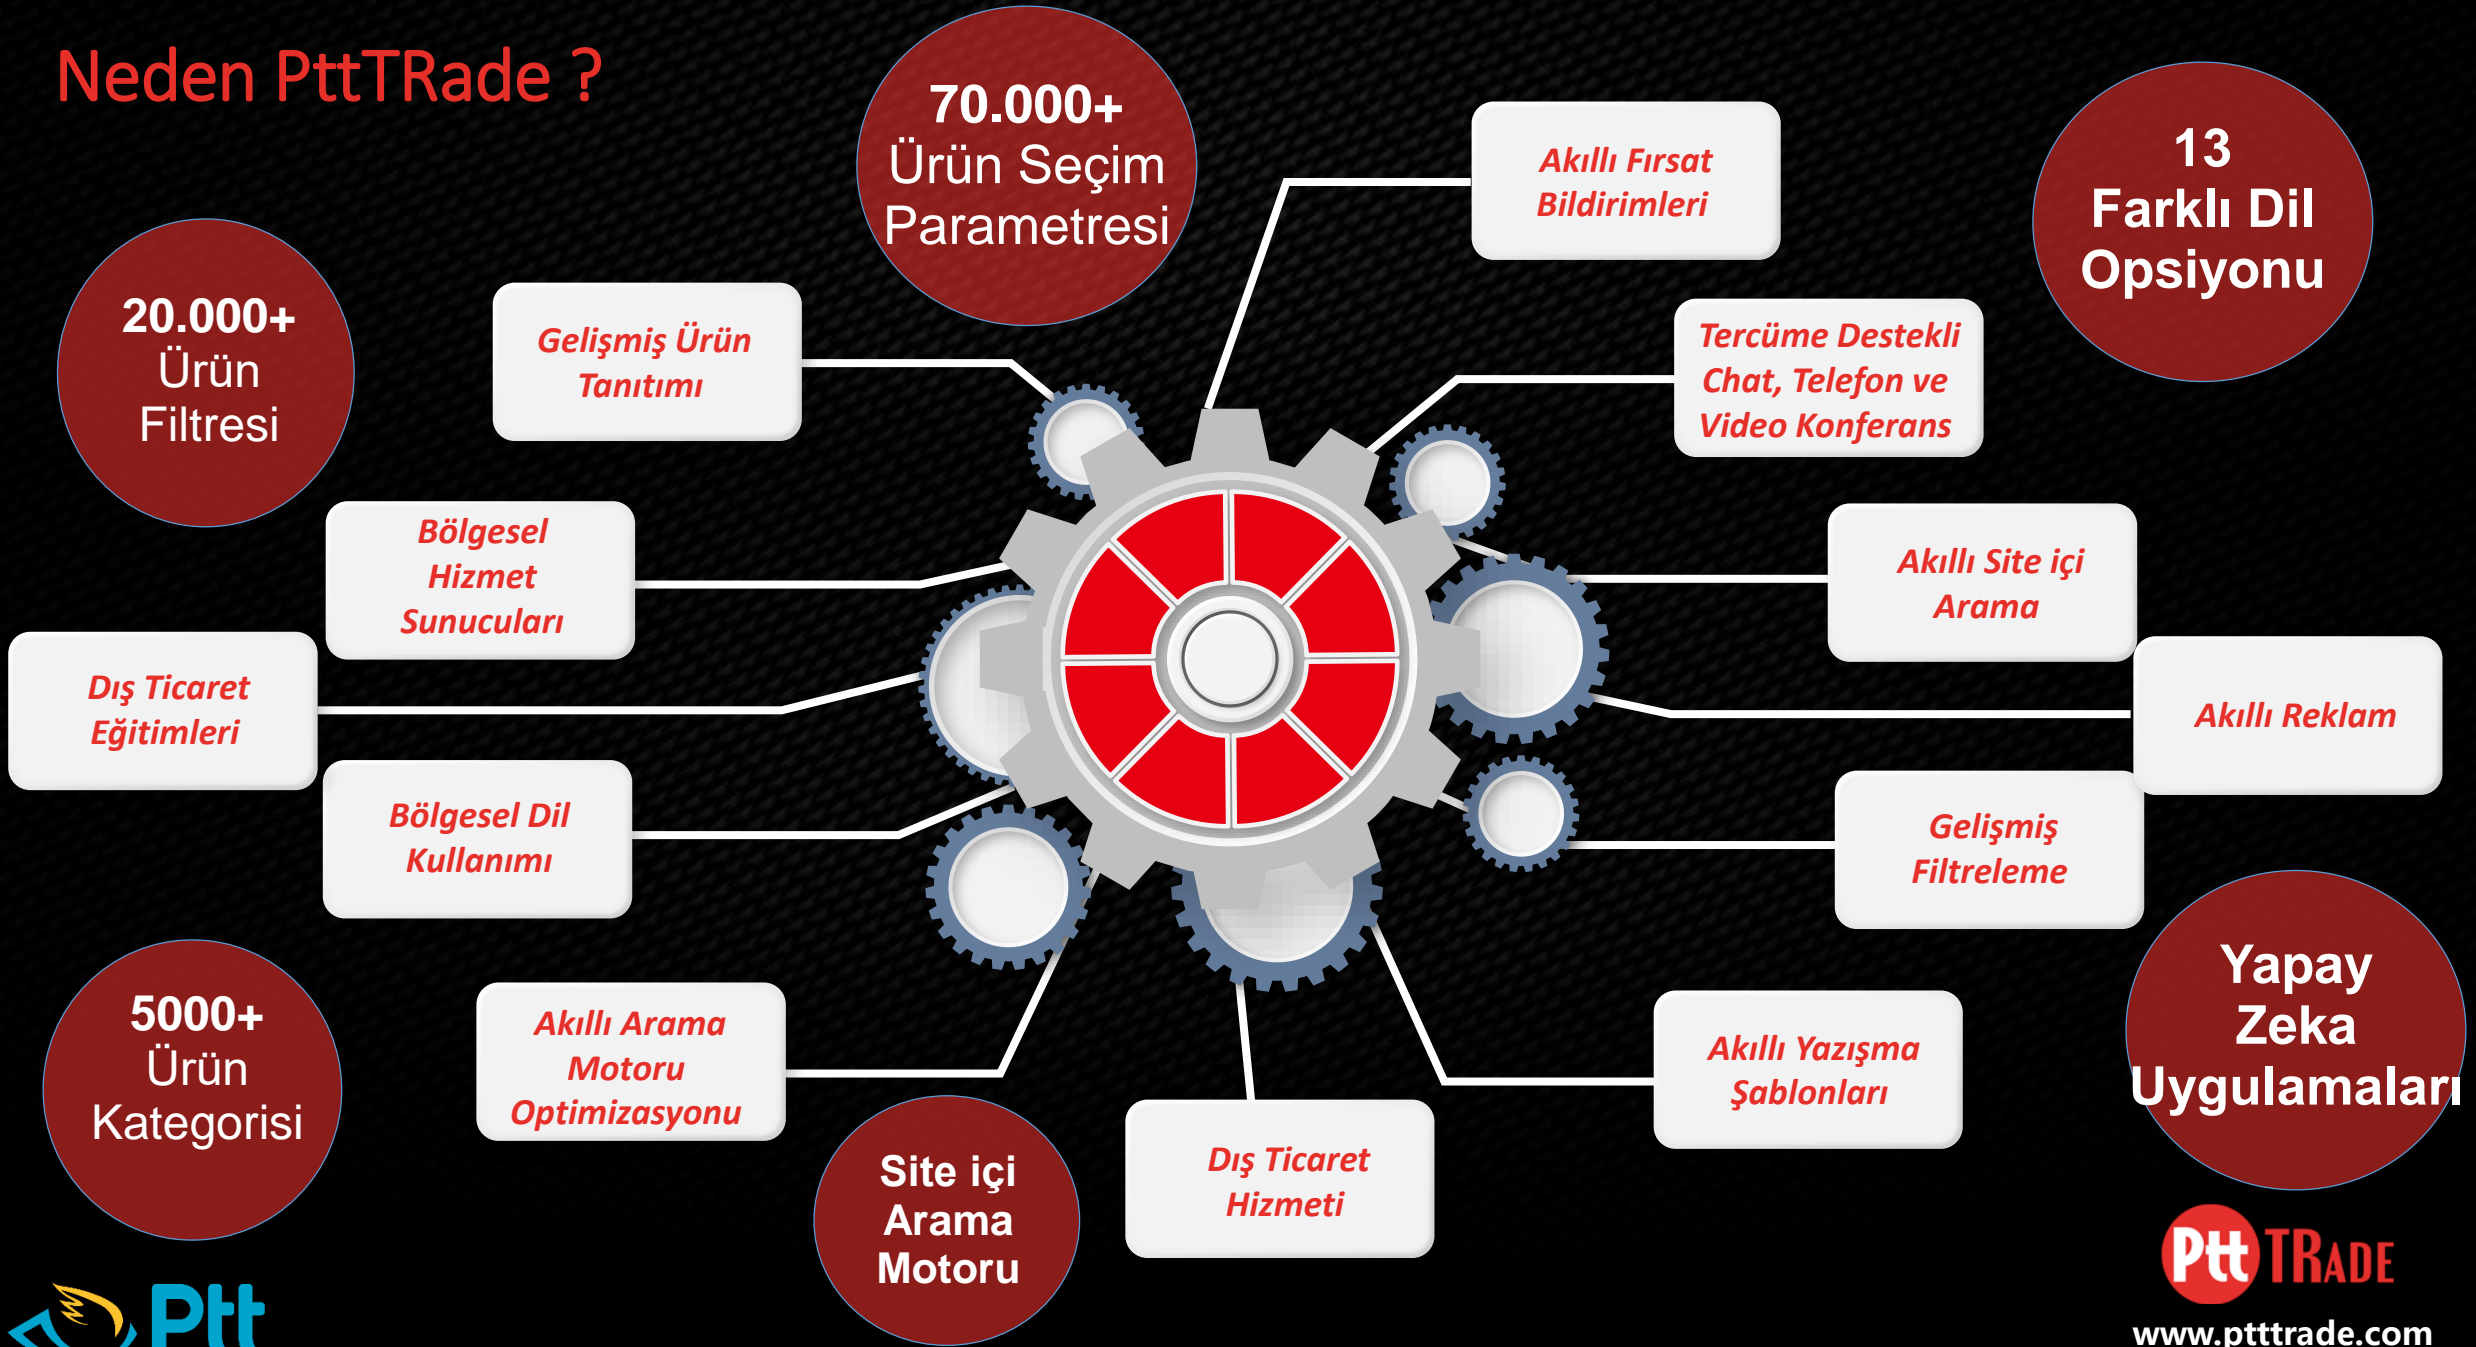 Neden PttTRade ?
70.000+
Ürün Seçim
Parametresi
Akıllı Fırsat
Bildirimleri
13
Farklı Dil
Opsiyonu
20.000+
Ürün
Filtresi
Gelişmiş Ürün
Tanıtımı
Tercüme Destekli
Chat, Telefon ve
Video Konferans
Bölgesel
Hizmet
Sunucuları
Akıllı Site içi
Arama
Dış Ticaret
Eğitimleri
Akıllı Reklam
Bölgesel Dil
Kullanımı
Gelişmiş
Filtreleme
5000+
Ürün
Kategorisi
Akıllı Arama
Motoru
Optimizasyonu
Akıllı Yazışma
Şablonları
Yapay
Zeka
Uygulamaları
Site içi
Arama
Motoru
Dış Ticaret
Hizmeti
Ptt
Ptt TRADE
www.ptttrade.com